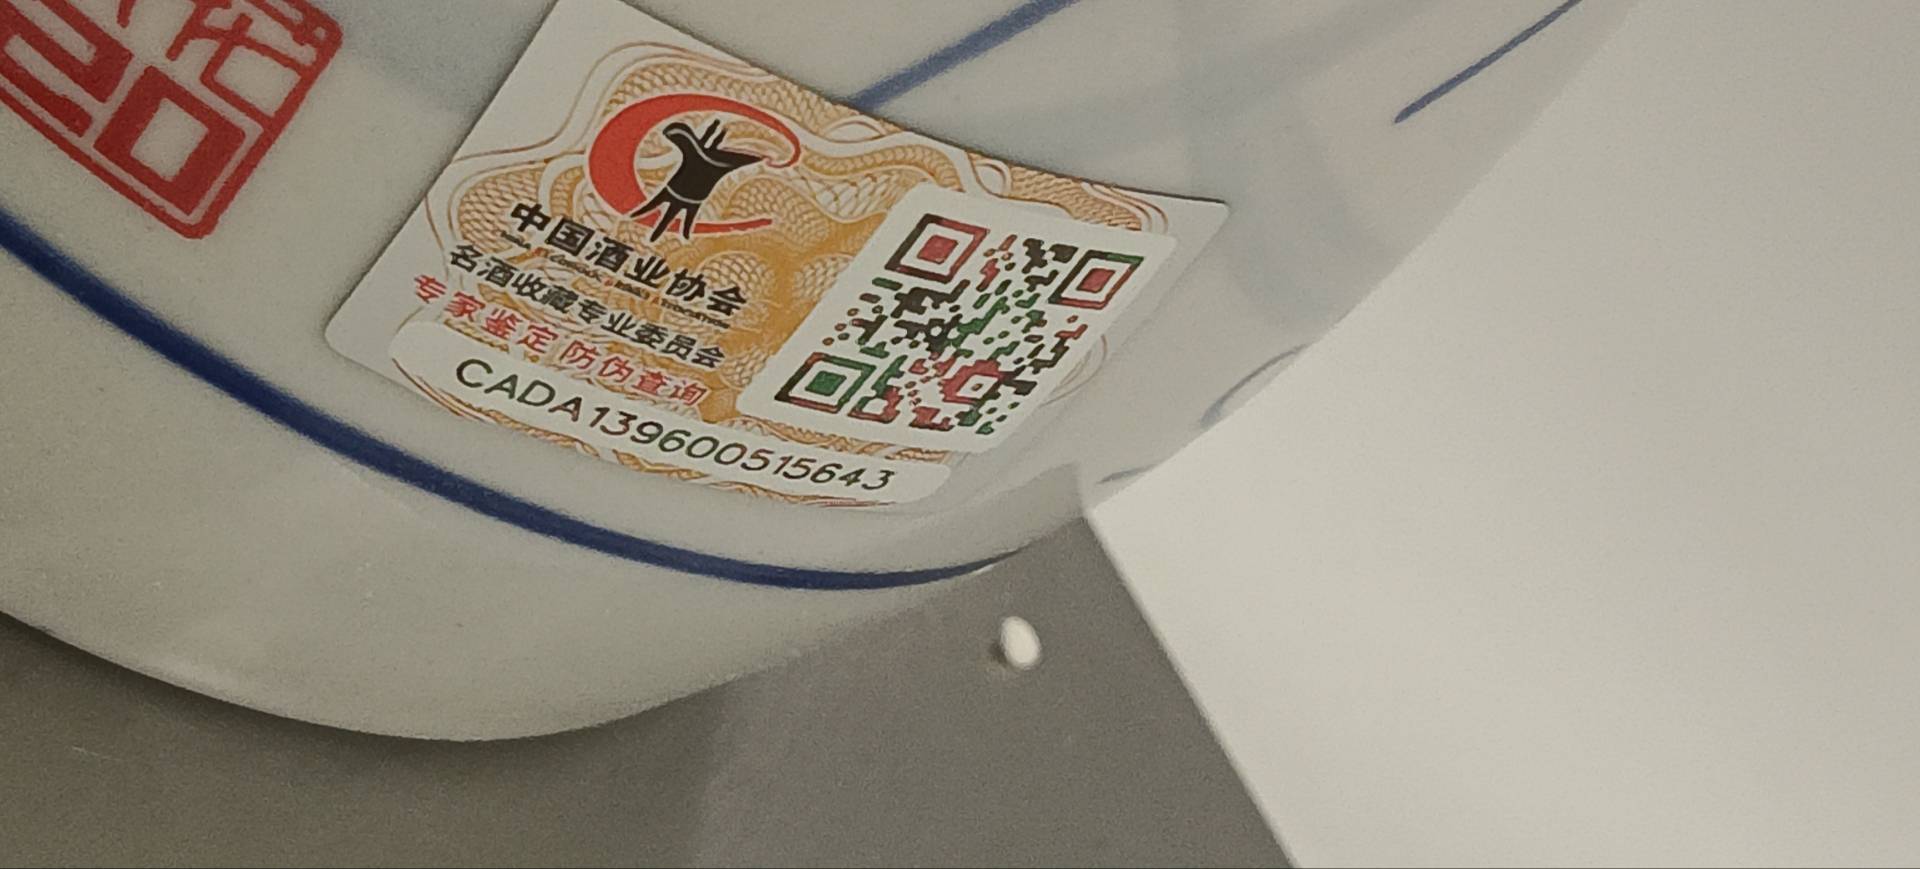 中国酒业协会
名酒收藏专业委员会
专家鉴定 防伪查询
CADA139600515643